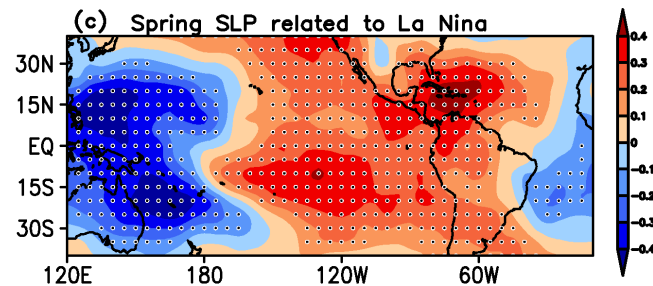 (c) Spring SLP related to La Nina
30N
15N
EQ
15S
30S
120E 180 120W 60W
0.4
0.3
0.2
0.1
0
-0.1
-0.2
-0.3
-0.4